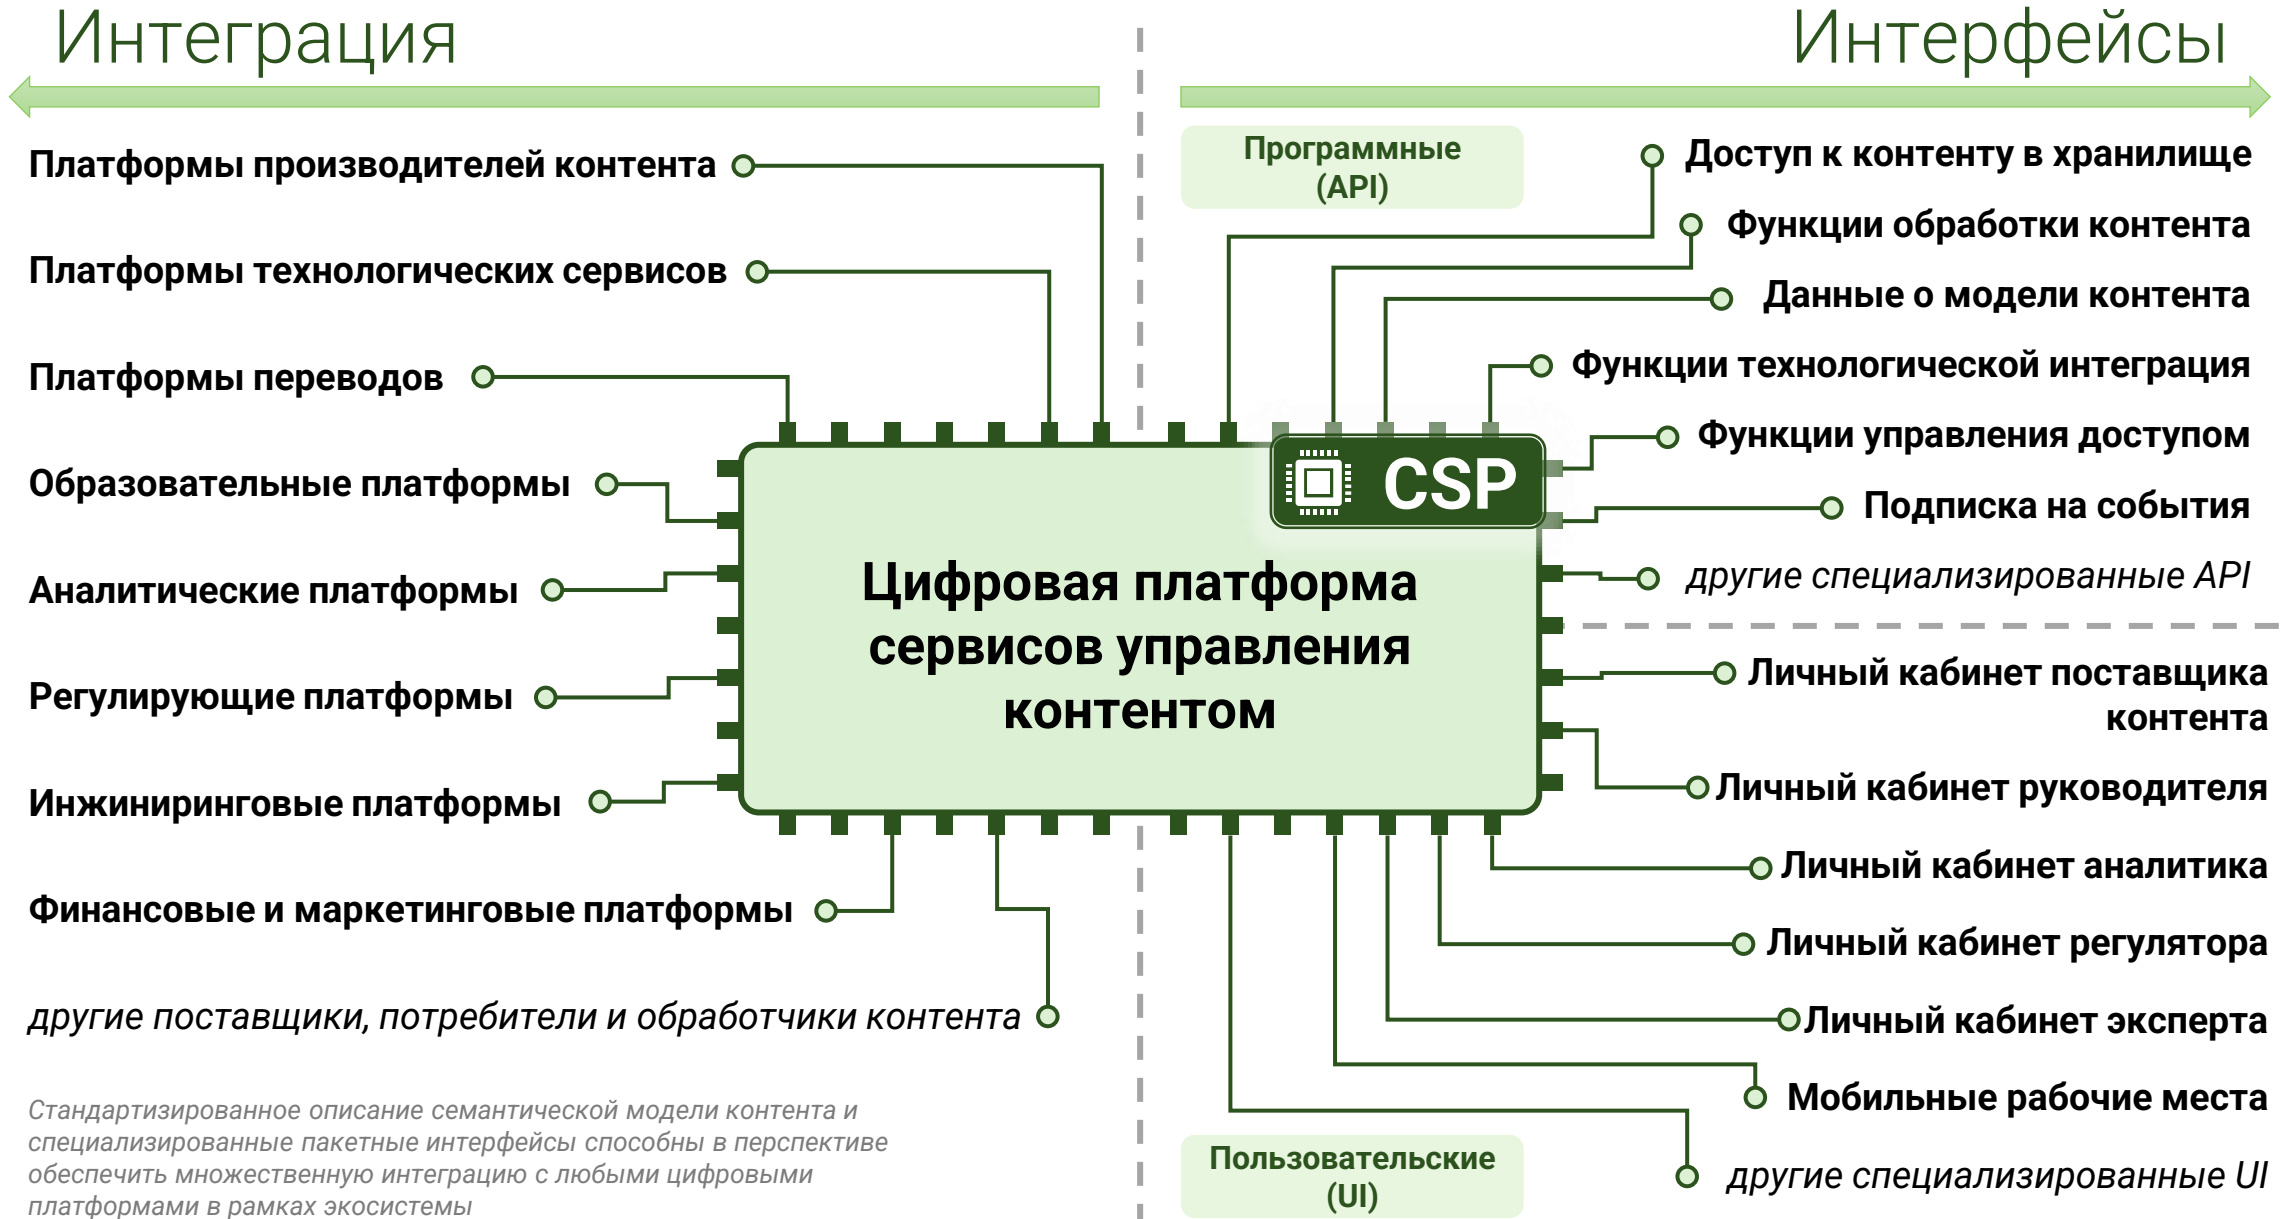 Интеграция
Платформы производителей контента
Платформы технологических сервисов
Платформы переводов
Образовательные платформы
Аналитические платформы
Регулирующие платформы
Инжиниринговые платформы
Финансовые и маркетинговые платформы
другие поставщики, потребители и обработчики контента
Стандартизированное описание семантической модели контента и
специализированные пакетные интерфейсы способны в перспективе
обеспечить множественную интеграцию с любыми цифровыми
платформами в рамках экосистемы
CSP
Цифровая платформа
сервисов управления
контентом
Интерфейсы
Программные
(API)
Доступ к контенту в хранилище
Функции обработки контента
Данные о модели контента
Функции технологической интеграция
Функции управления доступом
Подписка на события
другие специализированные API
Личный кабинет поставщика
контента
Личный кабинет руководителя
Личный кабинет аналитика
Личный кабинет регулятора
Личный кабинет эксперта
Мобильные рабочие места
другие специализированные UI
Пользовательские
(UI)